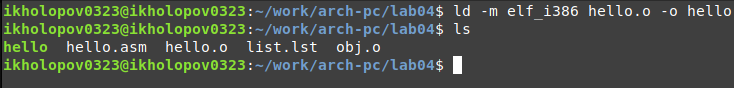 ikholopov0323@ikholopov0323:~/work/arch-pc/lab04$ ld -m elf_i386 hello.o -o hello
ikholopov0323@ikholopov0323:~/work/arch-pc/lab04$ ls
hello  hello.asm  hello.o  list.lst  obj.o
ikholopov0323@ikholopov0323:~/work/arch-pc/lab04$